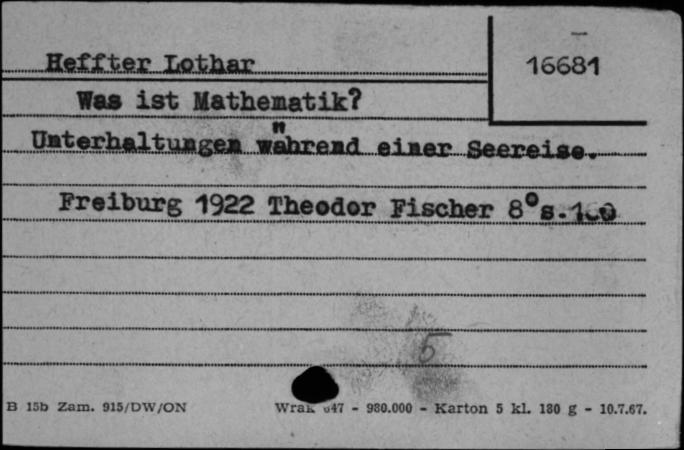 Heffter Lothar
16681
Was ist Mathematik?
Unterhaltungen während einer Seereise.
Freiburg 1922 Theodor Fischer 8° s.
5
B 15b Zam. 915/DW/ON
Wrak - 980.000 - Karton 5 kl. 180 g - 10.7.67.